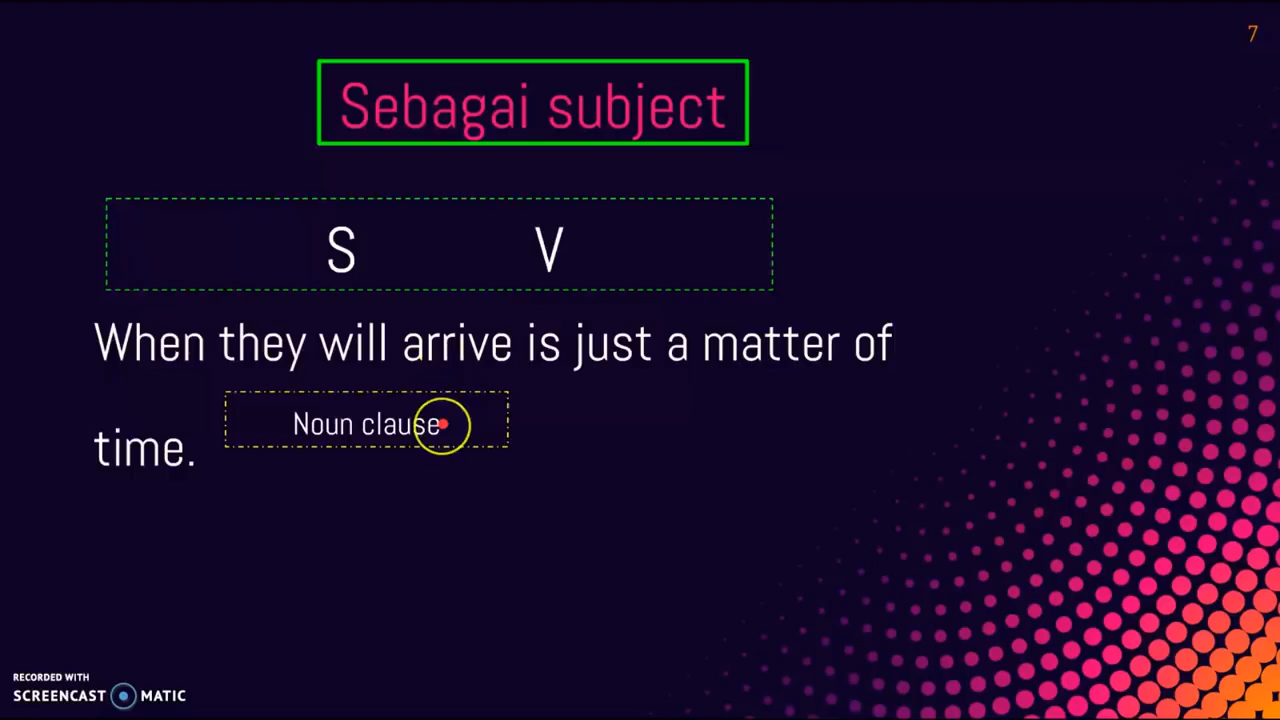 7
Sebagai subject
S V
When they will arrive is just a matter of
Noun clause
time.
RECORDED WITH
SCREENCAST MATIC